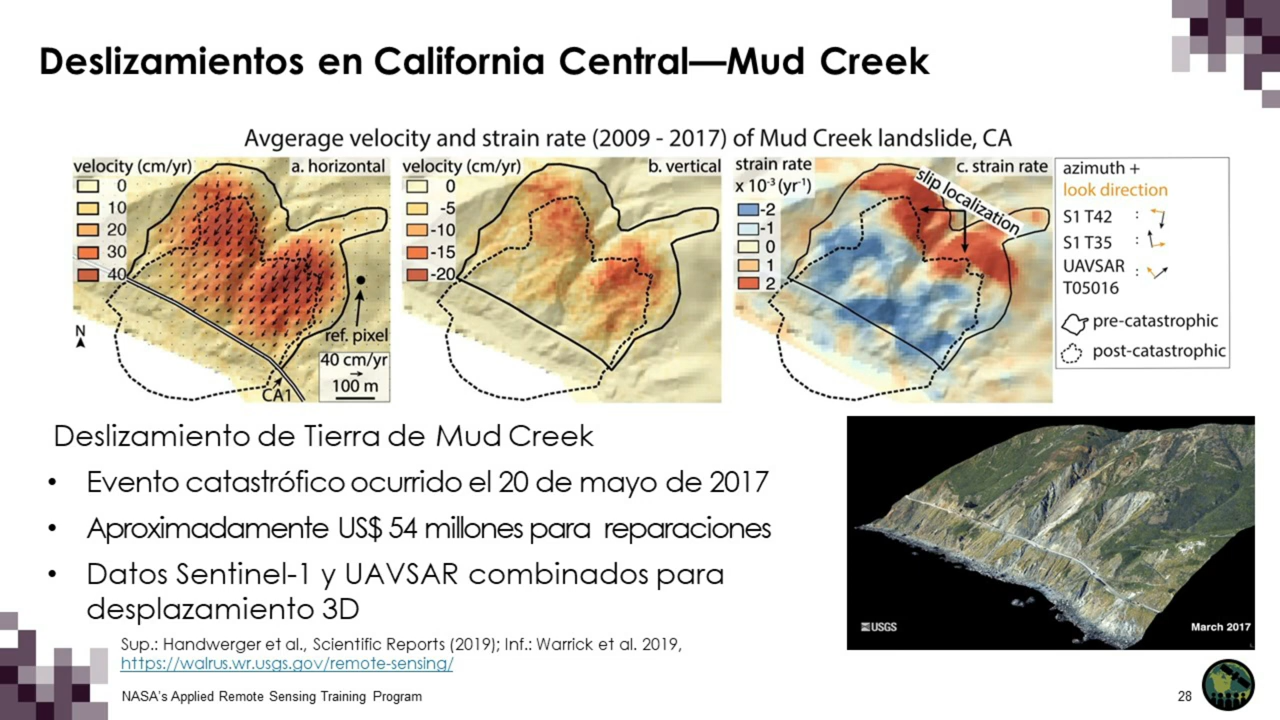 Deslizamientos en California Central—Mud Creek
Avgerage velocity and strain rate (2009 - 2017) of Mud Creek landslide, CA
velocity (cm/yr)
a. horizontal
0
10
20
30
40
N
ref. pixel
40 cm/yr
100 m
CA1
velocity (cm/yr)
b. vertical
0
-5
-10
-15
-20
strain rate
x 10-³ (yr-¹)
c. strain rate
-2
-1
0
1
2
slip localization
azimuth +
look direction
S1 T42 :
S1 T35 :
UAVSAR :
T05016
pre-catastrophic
post-catastrophic
Deslizamiento de Tierra de Mud Creek
• Evento catastrófico ocurrido el 20 de mayo de 2017
• Aproximadamente US$ 54 millones para reparaciones
• Datos Sentinel-1 y UAVSAR combinados para
desplazamiento 3D
USGS
March 2017
Sup.: Handwerger et al., Scientific Reports (2019); Inf.: Warrick et al. 2019,
https://walrus.wr.usgs.gov/remote-sensing/
NASA's Applied Remote Sensing Training Program
28